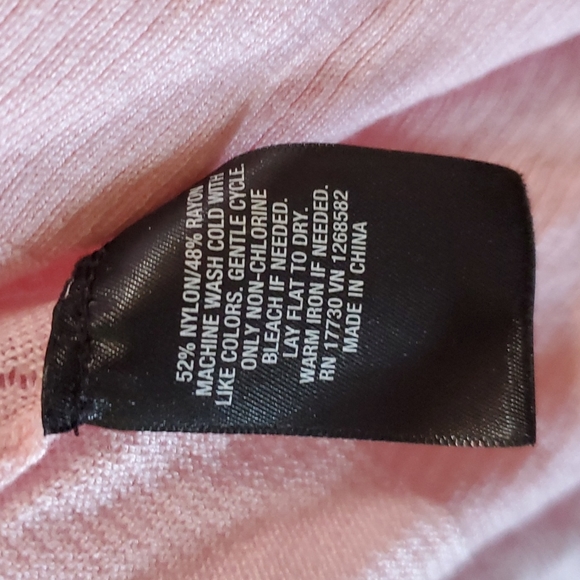 52% NYLON/48% RAYON
MACHINE WASH COLD WITH
LIKE COLORS. GENTLE CYCLE.
ONLY NON-CHLORINE
BLEACH IF NEEDED.
LAY FLAT TO DRY.
WARM IRON IF NEEDED.
RN 17730 VN 1268582
MADE IN CHINA